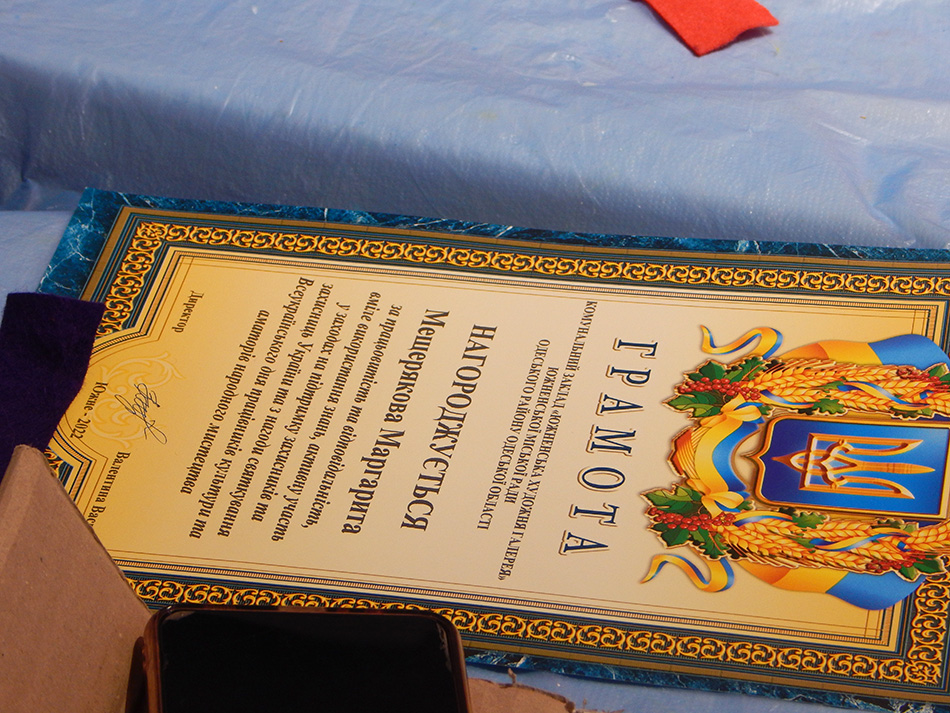 ГРАМОТА
КОМУНАЛЬНИЙ ЗАКЛАД «ЮЖНЕНСЬКА ХУДОЖНЯ ГАЛЕРЕЯ»
ЮЖНЕНСЬКОЇ МІСЬКОЇ РАДИ
ОДЕСЬКОГО РАЙОНУ ОДЕСЬКОЇ ОБЛАСТІ
НАГОРОДЖУЄТЬСЯ
Мещерякова Маргарита
за працьовитість та відповідальність,
вміле використання знань, активну участь
у заходах на підтримку захисників та
захисниць України та з нагоди святкування
Всеукраїнського дня працівників культури та
аматорів народного мистецтва
Директор Валентина
Южне - 2022